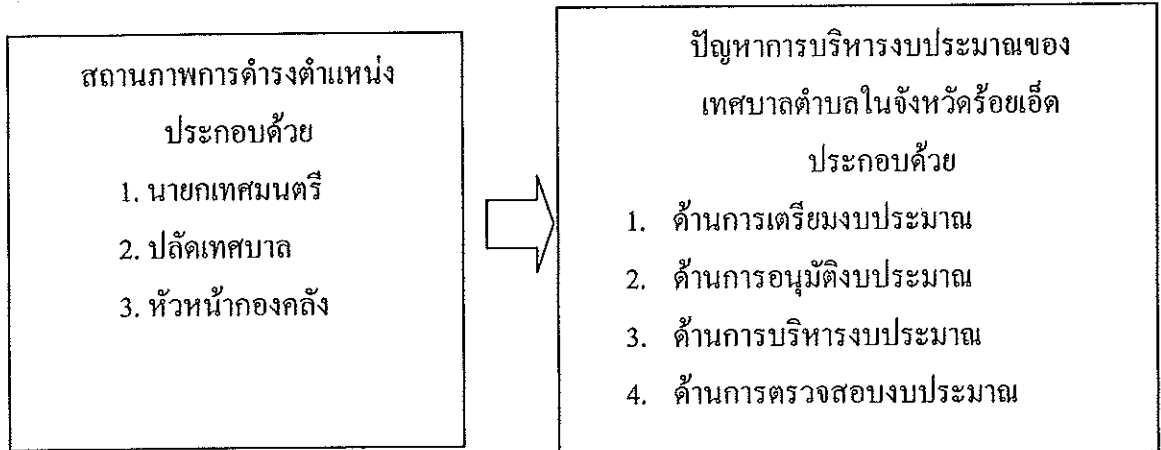 สถานภาพการดำรงตำแหน่ง
ประกอบด้วย
1. นายกเทศมนตรี
2. ปลัดเทศบาล
3. หัวหน้ากองคลัง
ปัญหาการบริหารงบประมาณของ
เทศบาลตำบลในจังหวัดร้อยเอ็ด
ประกอบด้วย
1. ด้านการเตรียมงบประมาณ
2. ด้านการอนุมัติงบประมาณ
3. ด้านการบริหารงบประมาณ
4. ด้านการตรวจสอบงบประมาณ